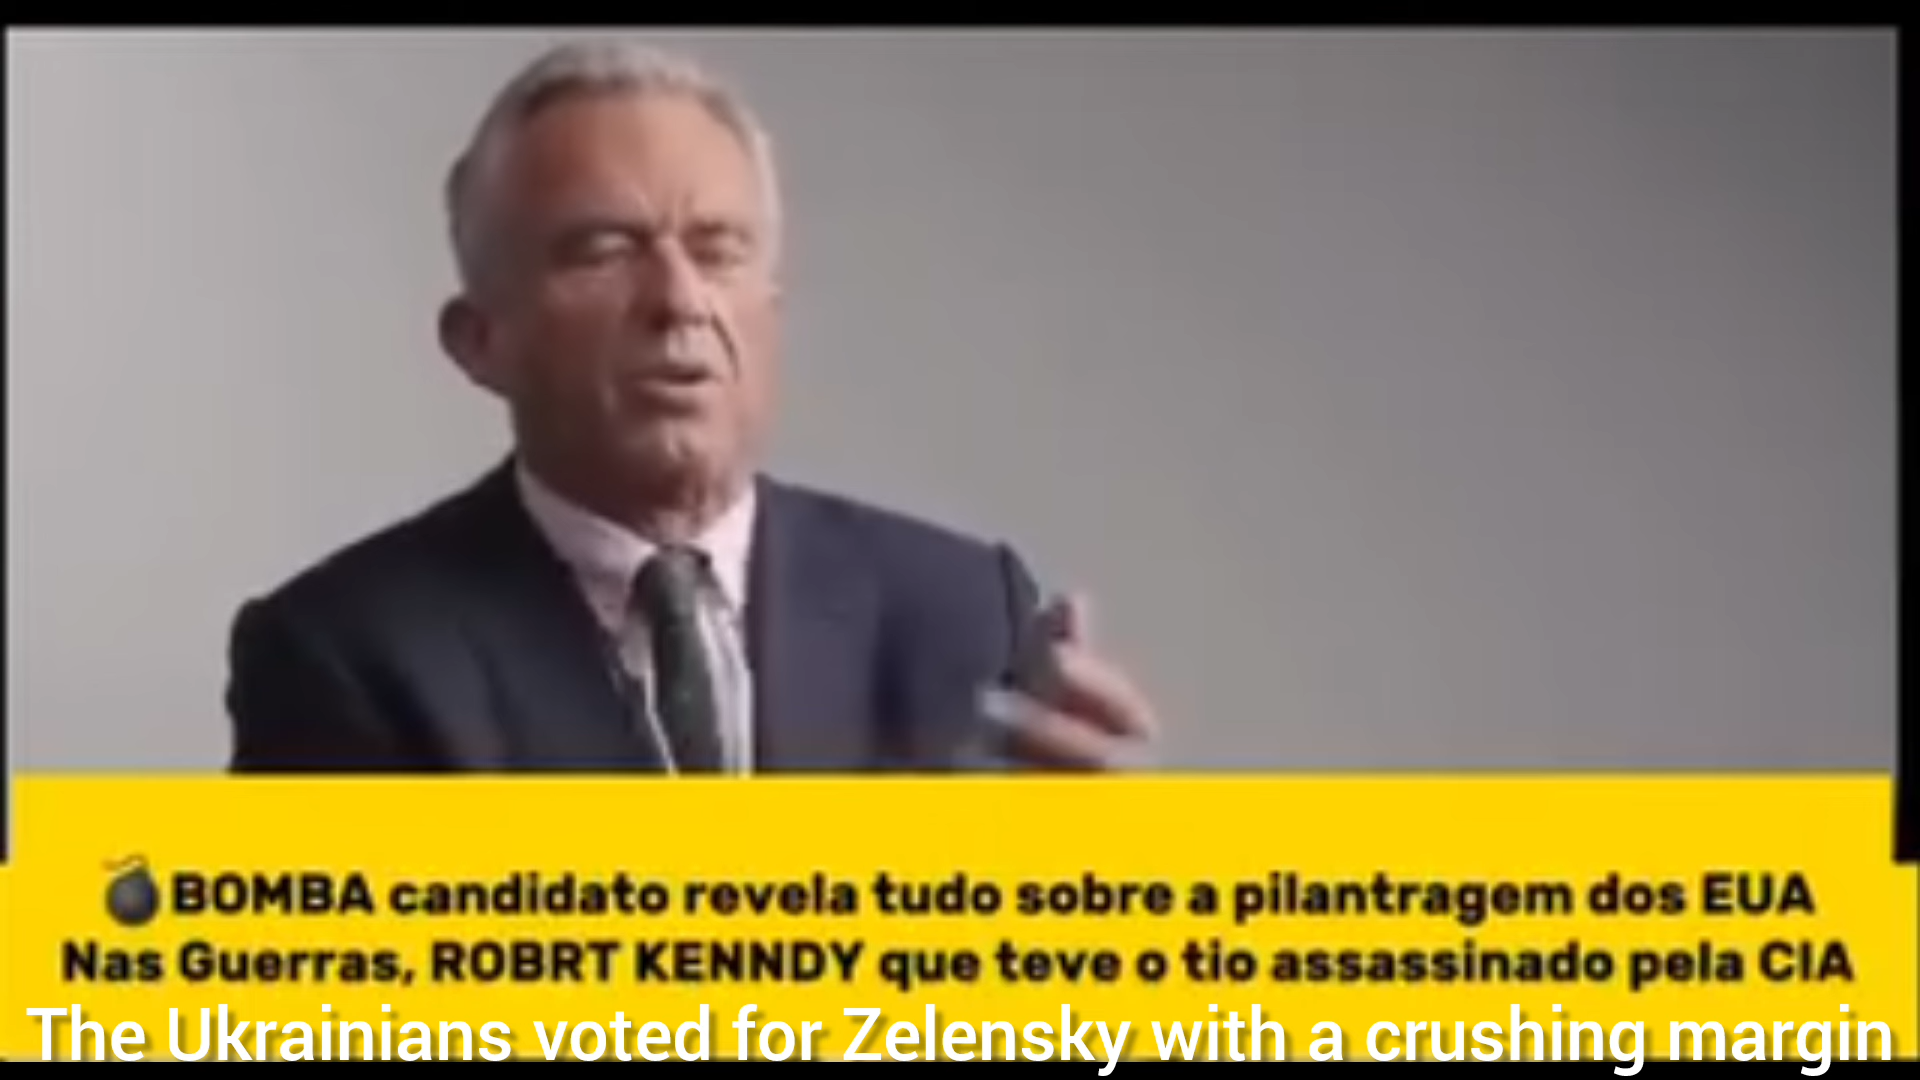 💣BOMBA candidato revela tudo sobre a pilantragem dos EUA
Nas Guerras, ROBRT KENNDY que teve o tio assassinado pela CIA
The Ukrainians voted for Zelensky with a crushing margin